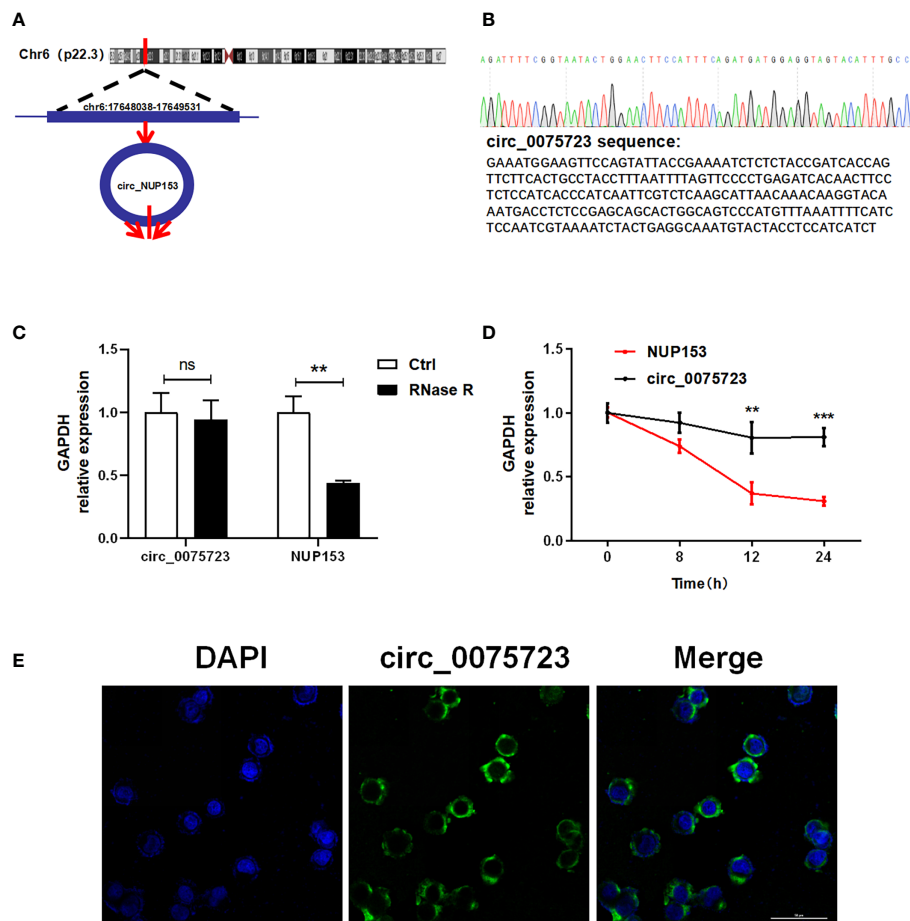 A
Chr6 (p22.3)
chr6:17648038-17649531
circ_NUP153
B
AGATTTTCGGTAATACTGGAACTTCCATTTCAGATGATGGAGGTAGTACATTTGCC
circ_0075723 sequence:
GAAATGGAAGTTCCAGTATTACCGAAAATCTCTCTACCGATCACCAG
TTCTTCACTGCCTACCTTTAATTTTAGTTCCCCTGAGATCACAACTTCC
TCTCCATCACCCATCAATTCGTCTCAAGCATTAACAAACAAGGTACA
AATGACCTCTCCGAGCAGCACTGGCAGTCCCATGTTTAAATTTTCATC
TCCAATCGTAAAATCTACTGAGGCAAATGTACTACCTCCATCATCT
C
GAPDH
relative expression
1.5
1.0
0.5
0.0
ns
**
Ctrl
RNase R
circ_0075723 NUP153
D
GAPDH
relative expression
1.5
1.0
0.5
0.0
NUP153
circ_0075723
** ***
0 8 12 24
Time(h)
E
DAPI circ_0075723 Merge